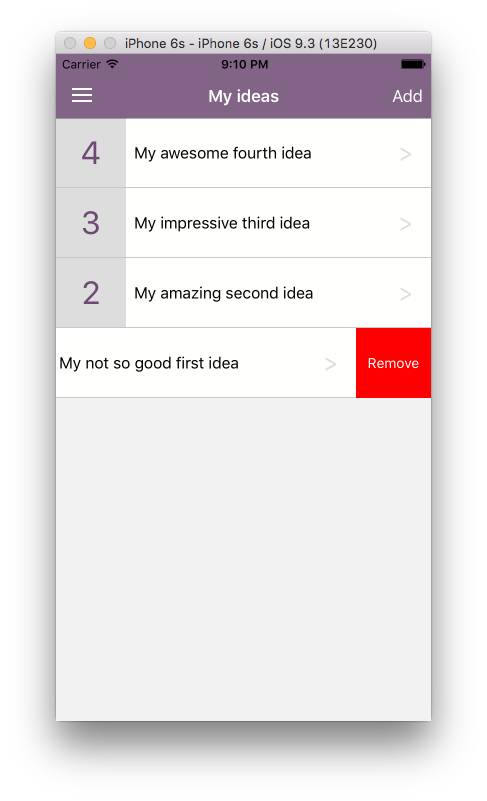 iPhone 6s - iPhone 6s / iOS 9.3 (13E230)
Carrier 9:10 PM
My ideas Add
4 My awesome fourth idea >
3 My impressive third idea >
2 My amazing second idea >
My not so good first idea > Remove